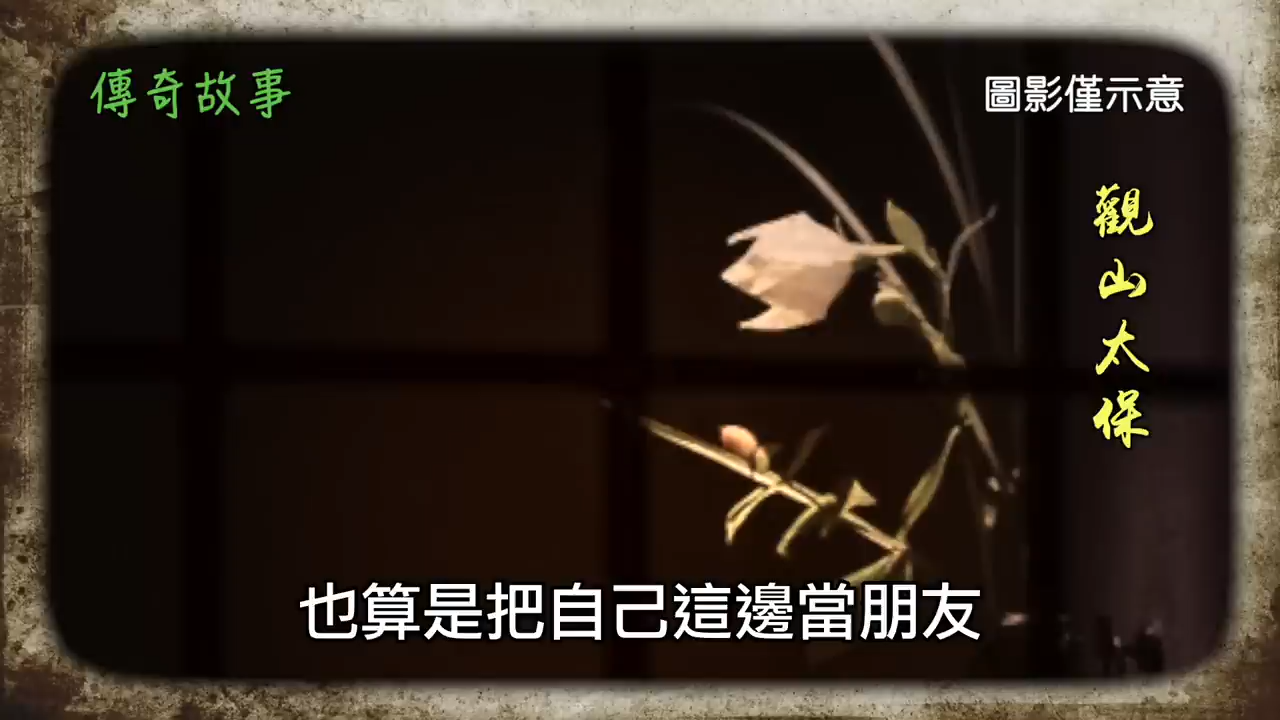 傳奇故事
圖影僅示意
觀山太保
也算是把自己這邊當朋友